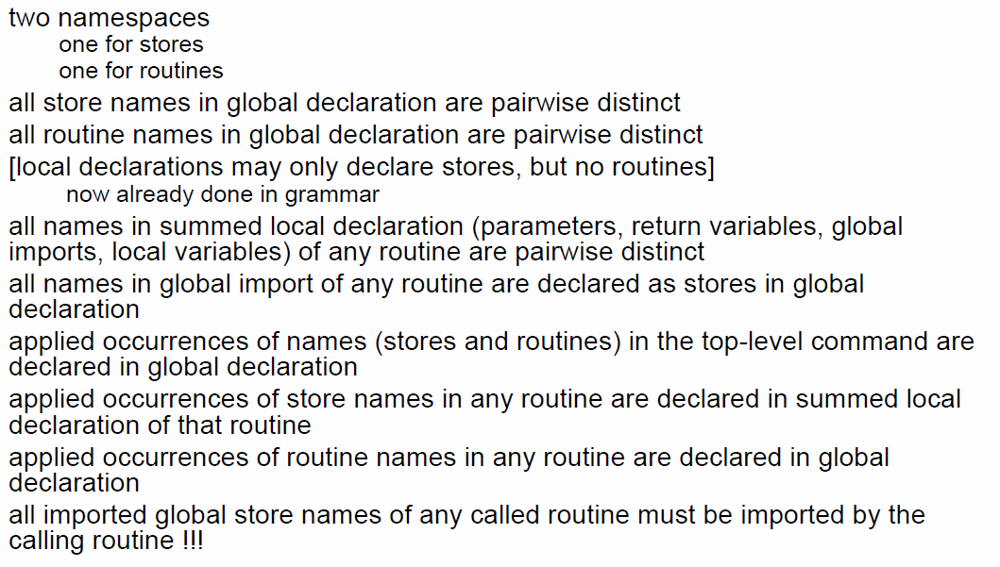 two namespaces
one for stores
one for routines
all store names in global declaration are pairwise distinct
all routine names in global declaration are pairwise distinct
[local declarations may only declare stores, but no routines]
now already done in grammar
all names in summed local declaration (parameters, return variables, global
imports, local variables) of any routine are pairwise distinct
all names in global import of any routine are declared as stores in global
declaration
applied occurrences of names (stores and routines) in the top-level command are
declared in global declaration
applied occurrences of store names in any routine are declared in summed local
declaration of that routine
applied occurrences of routine names in any routine are declared in global
declaration
all imported global store names of any called routine must be imported by the
calling routine !!!